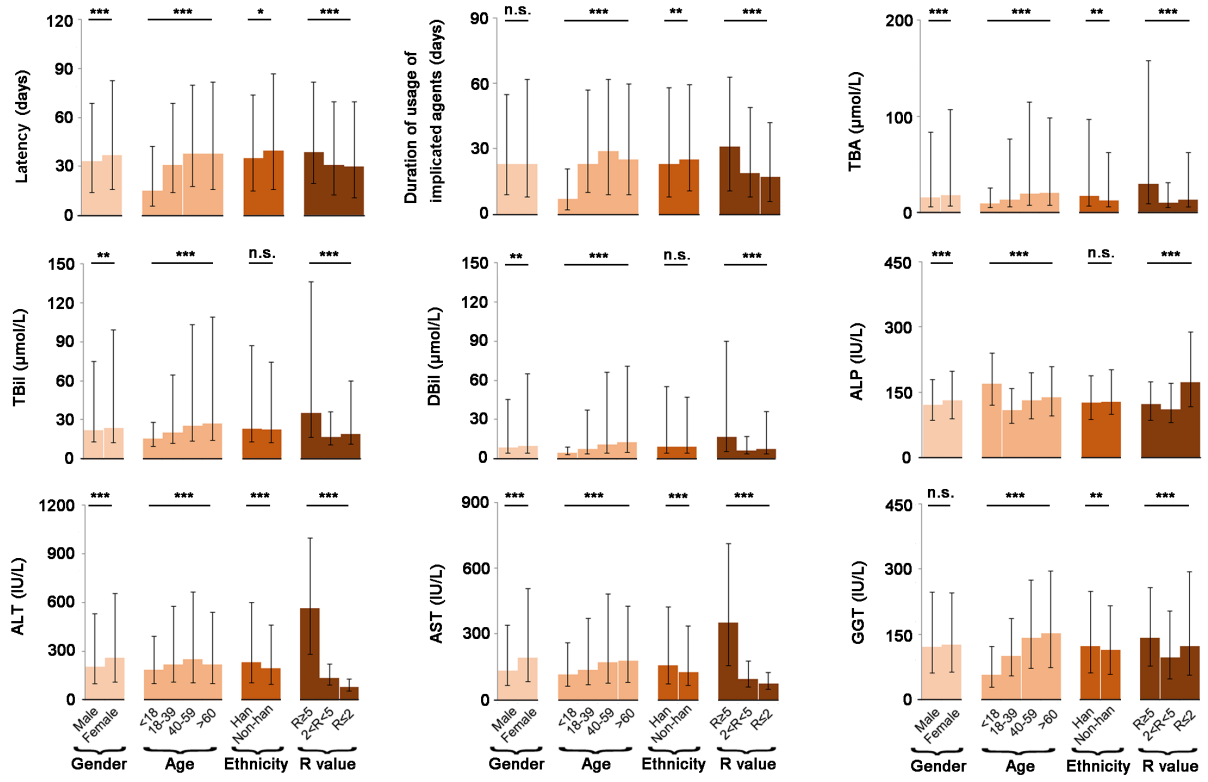 Latency (days)
120
90
60
30
0
***
***
*
***
Duration of usage of
implicated agents (days)
90
60
30
0
n.s.
***
**
***
TBA (μmol/L)
200
100
0
***
***
**
***
TBil (μmol/L)
150
120
90
60
30
0
**
***
n.s.
***
DBil (μmol/L)
150
120
90
60
30
0
**
***
n.s.
***
ALP (IU/L)
450
300
150
0
***
***
n.s.
***
ALT (IU/L)
1200
900
600
300
0
***
***
***
***
Male
Female
<18
18-39
40-59
>60
Han
Non-han
R≥5
2<R<5
R≤2
Gender
Age
Ethnicity
R value
AST (IU/L)
900
600
300
0
***
***
***
***
Male
Female
<18
18-39
40-59
>60
Han
Non-han
R≥5
2<R<5
R≤2
Gender
Age
Ethnicity
R value
GGT (IU/L)
450
300
150
0
n.s.
***
**
***
Male
Female
<18
18-39
40-59
>60
Han
Non-han
R≥5
2<R<5
R≤2
Gender
Age
Ethnicity
R value